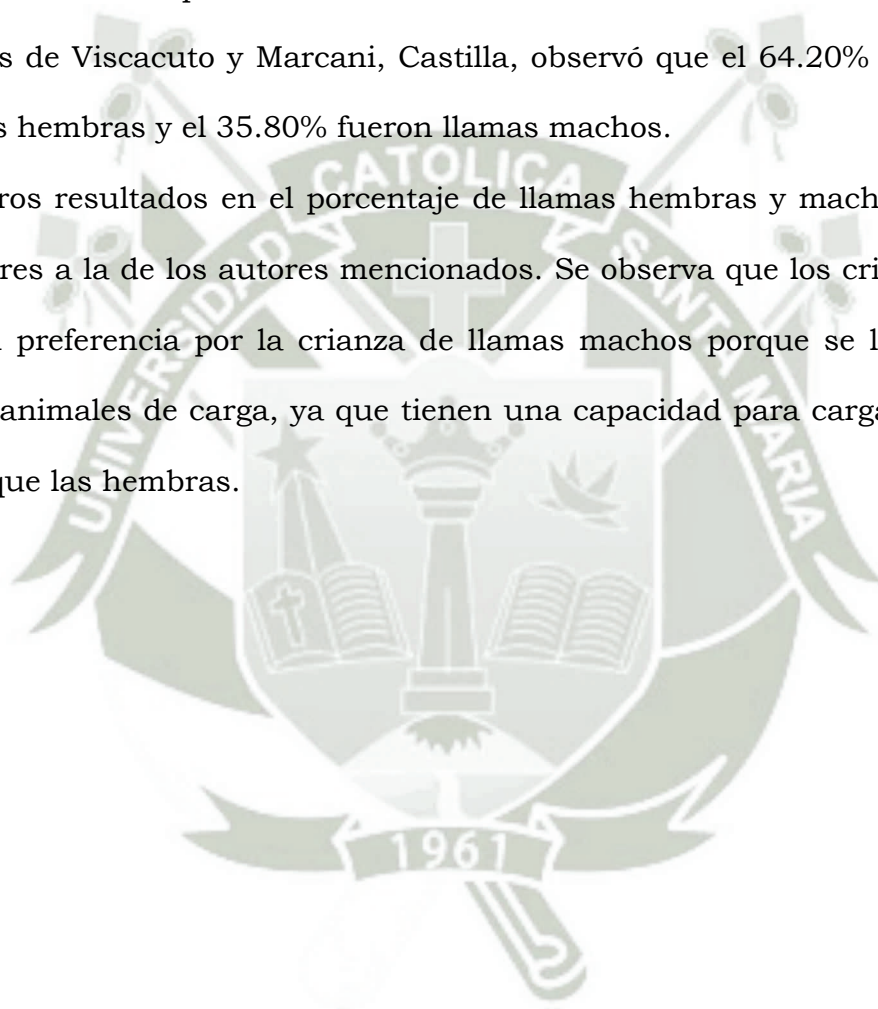 s de Viscacuto y Marcani, Castilla, observó que el 64.20%
s hembras y el 35.80% fueron llamas machos.
ros resultados en el porcentaje de llamas hembras y mach
res a la de los autores mencionados. Se observa que los cri
preferencia por la crianza de llamas machos porque se l
animales de carga, ya que tienen una capacidad para carga
que las hembras.
UNIVERSIDAD CATOLICA SANTA MARIA
1961